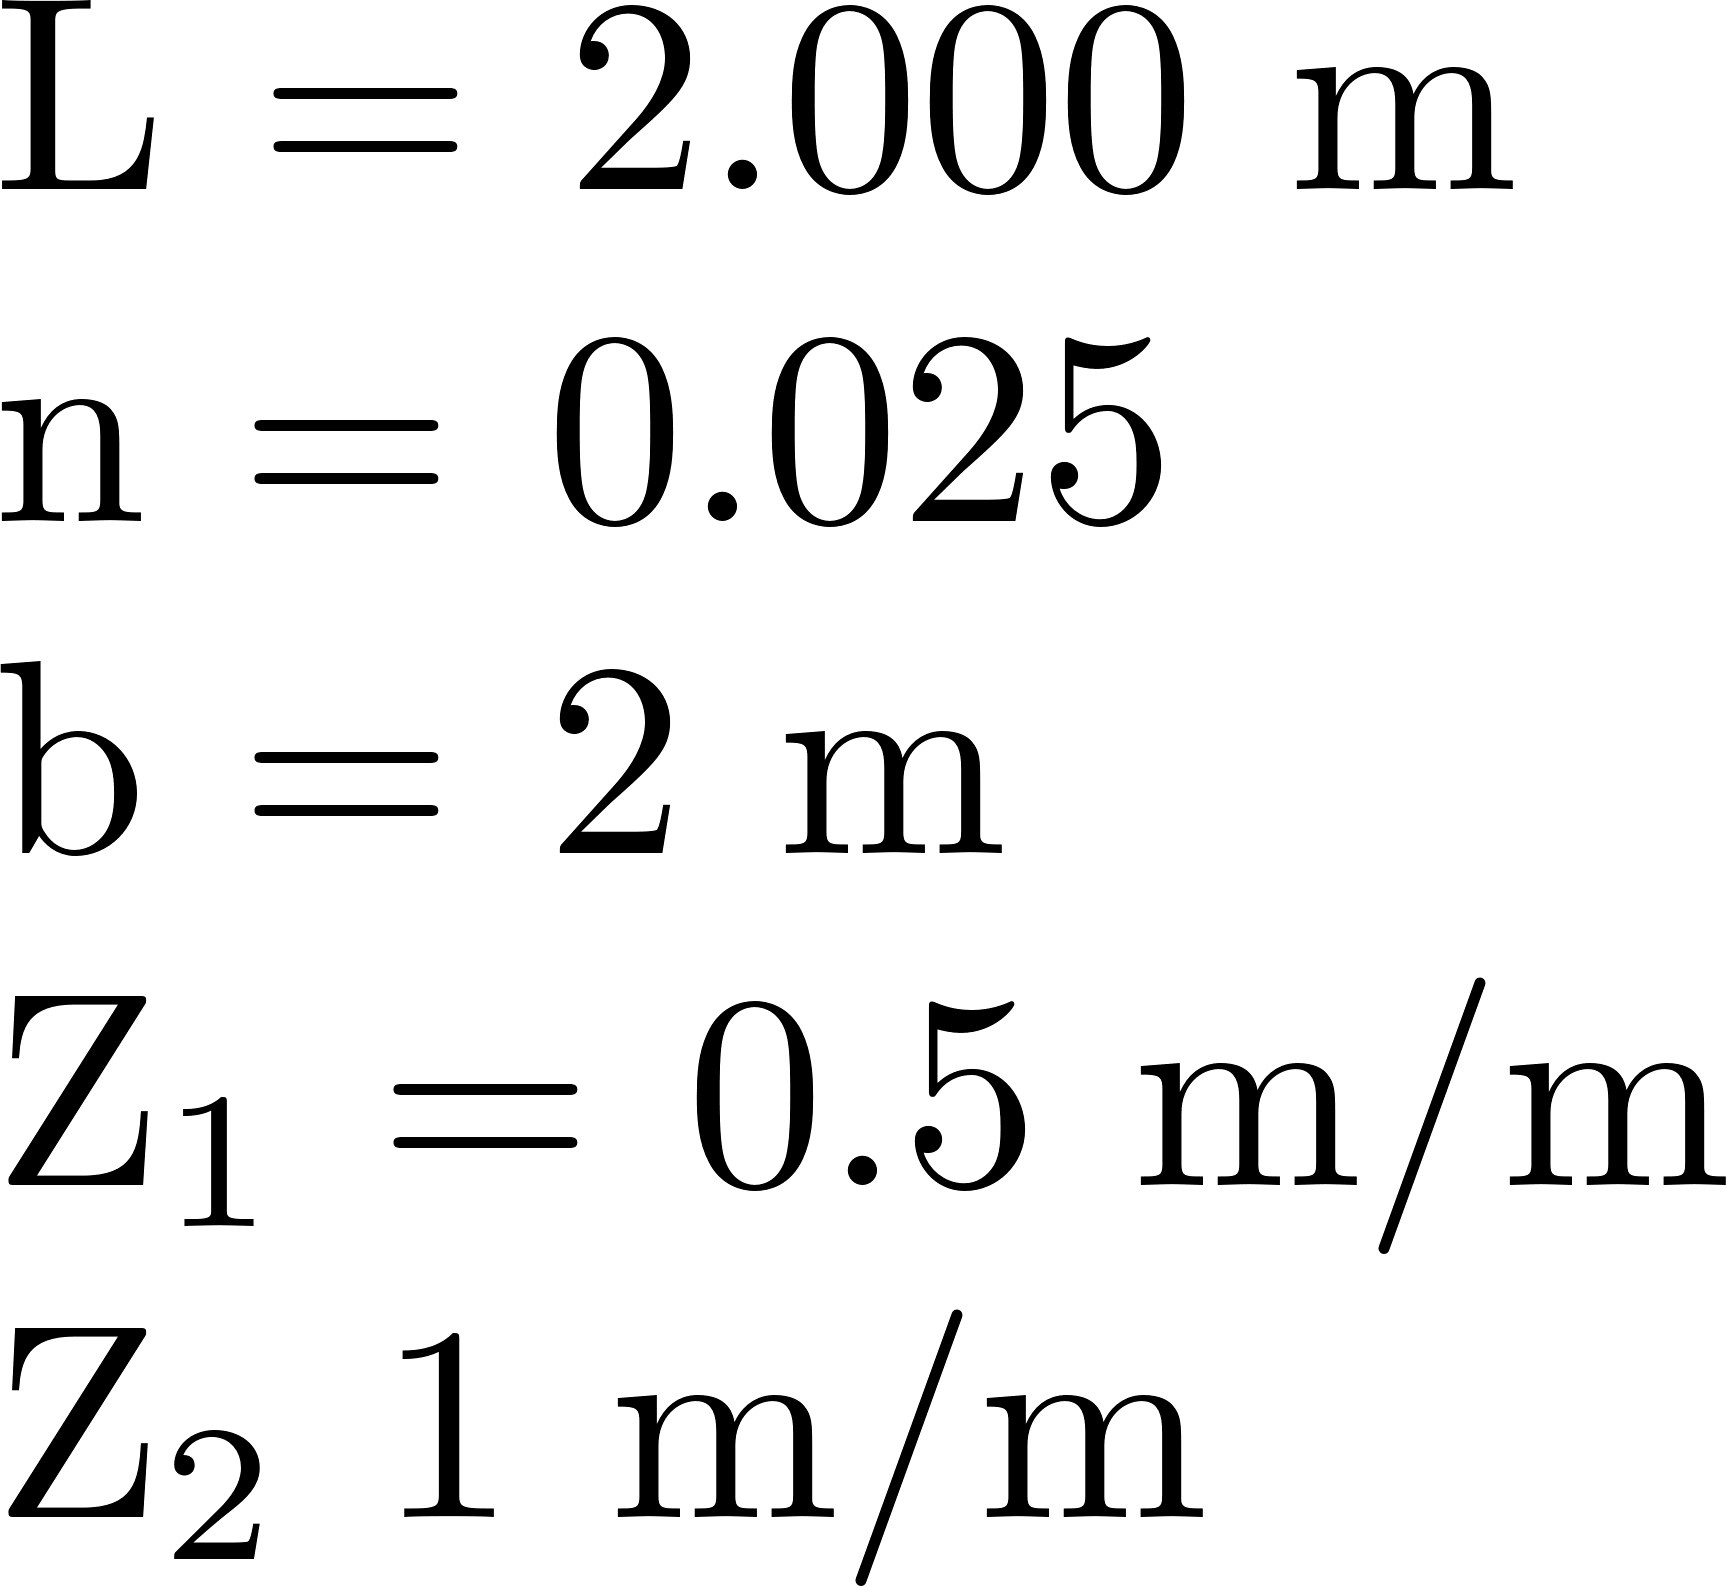 L = 2.000 m
n = 0.025
b = 2 m
Z₁ = 0.5 m/m
Z₂ 1 m/m